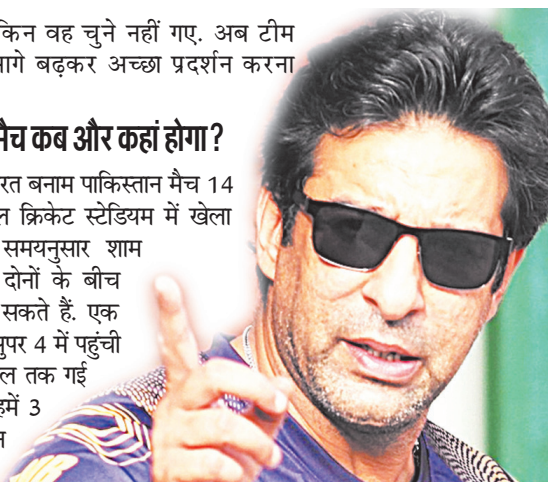 किन वह चुने नहीं गए. अब टीम
आगे बढ़कर अच्छा प्रदर्शन करना
मैच कब और कहां होगा?
रत बनाम पाकिस्तान मैच 14
ल क्रिकेट स्टेडियम में खेला
समयनुसार शाम
दोनों के बीच
सकते हैं. एक
सुपर 4 में पहुंची
ल तक गई
हमें 3